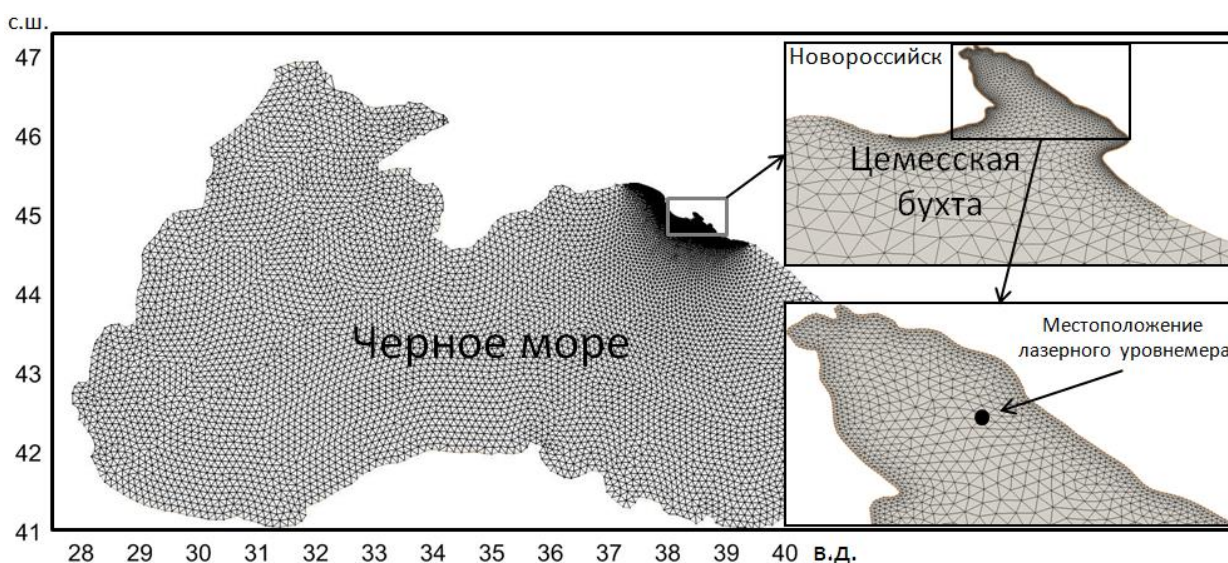 с.ш.
47
46
45
44
43
42
41
Черное море
Новороссийск
Цемесская
бухта
Местоположение
лазерного уровнемера
28 29 30 31 32 33 34 35 36 37 38 39 40 в.д.